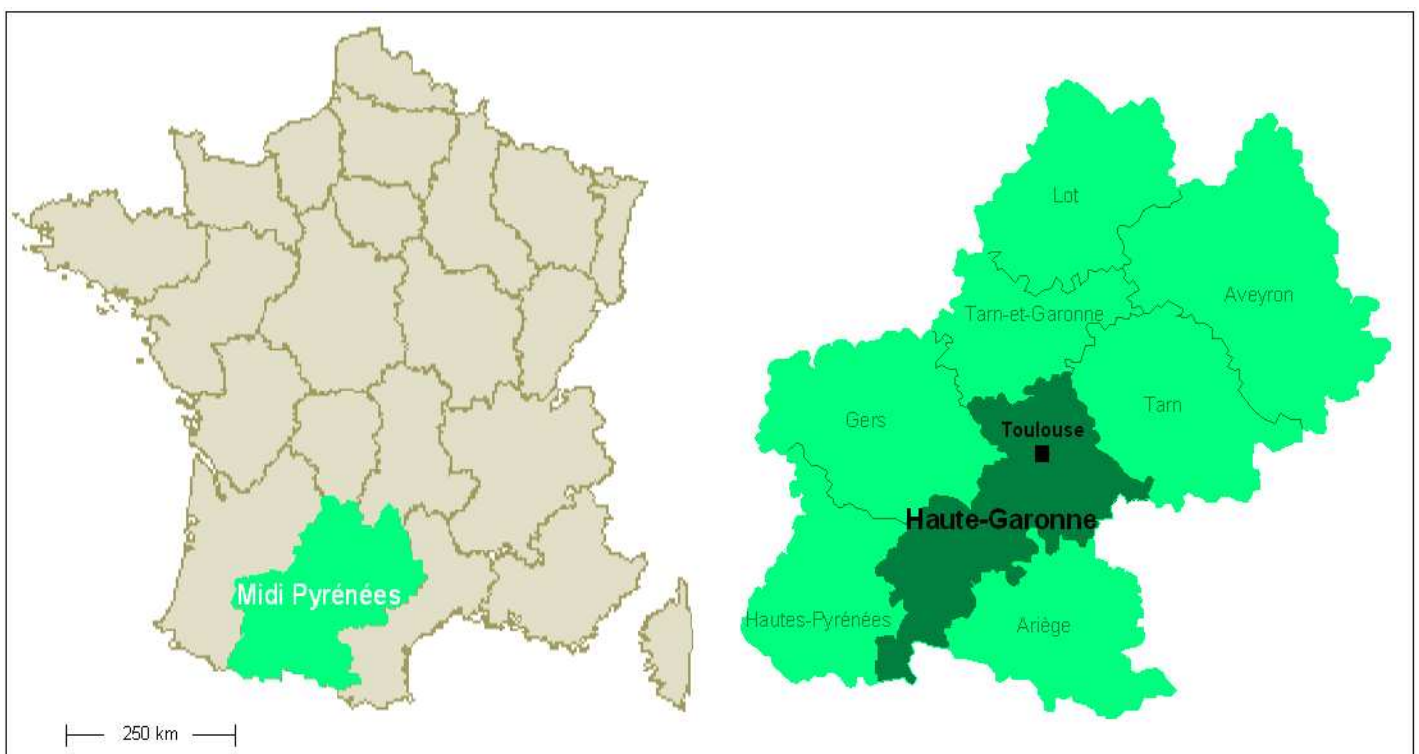 Midi Pyrénées
250 km
Lot
Aveyron
Tarn-et-Garonne
Gers
Tarn
Toulouse
Haute-Garonne
Hautes-Pyrénées
Ariège